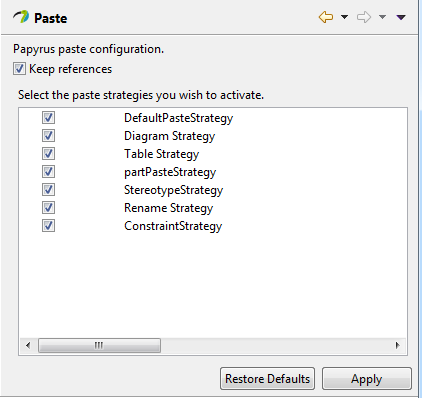 Paste
Papyrus paste configuration.
Keep references
Select the paste strategies you wish to activate.
DefaultPasteStrategy
Diagram Strategy
Table Strategy
partPasteStrategy
StereotypeStrategy
Rename Strategy
ConstraintStrategy
Restore Defaults
Apply